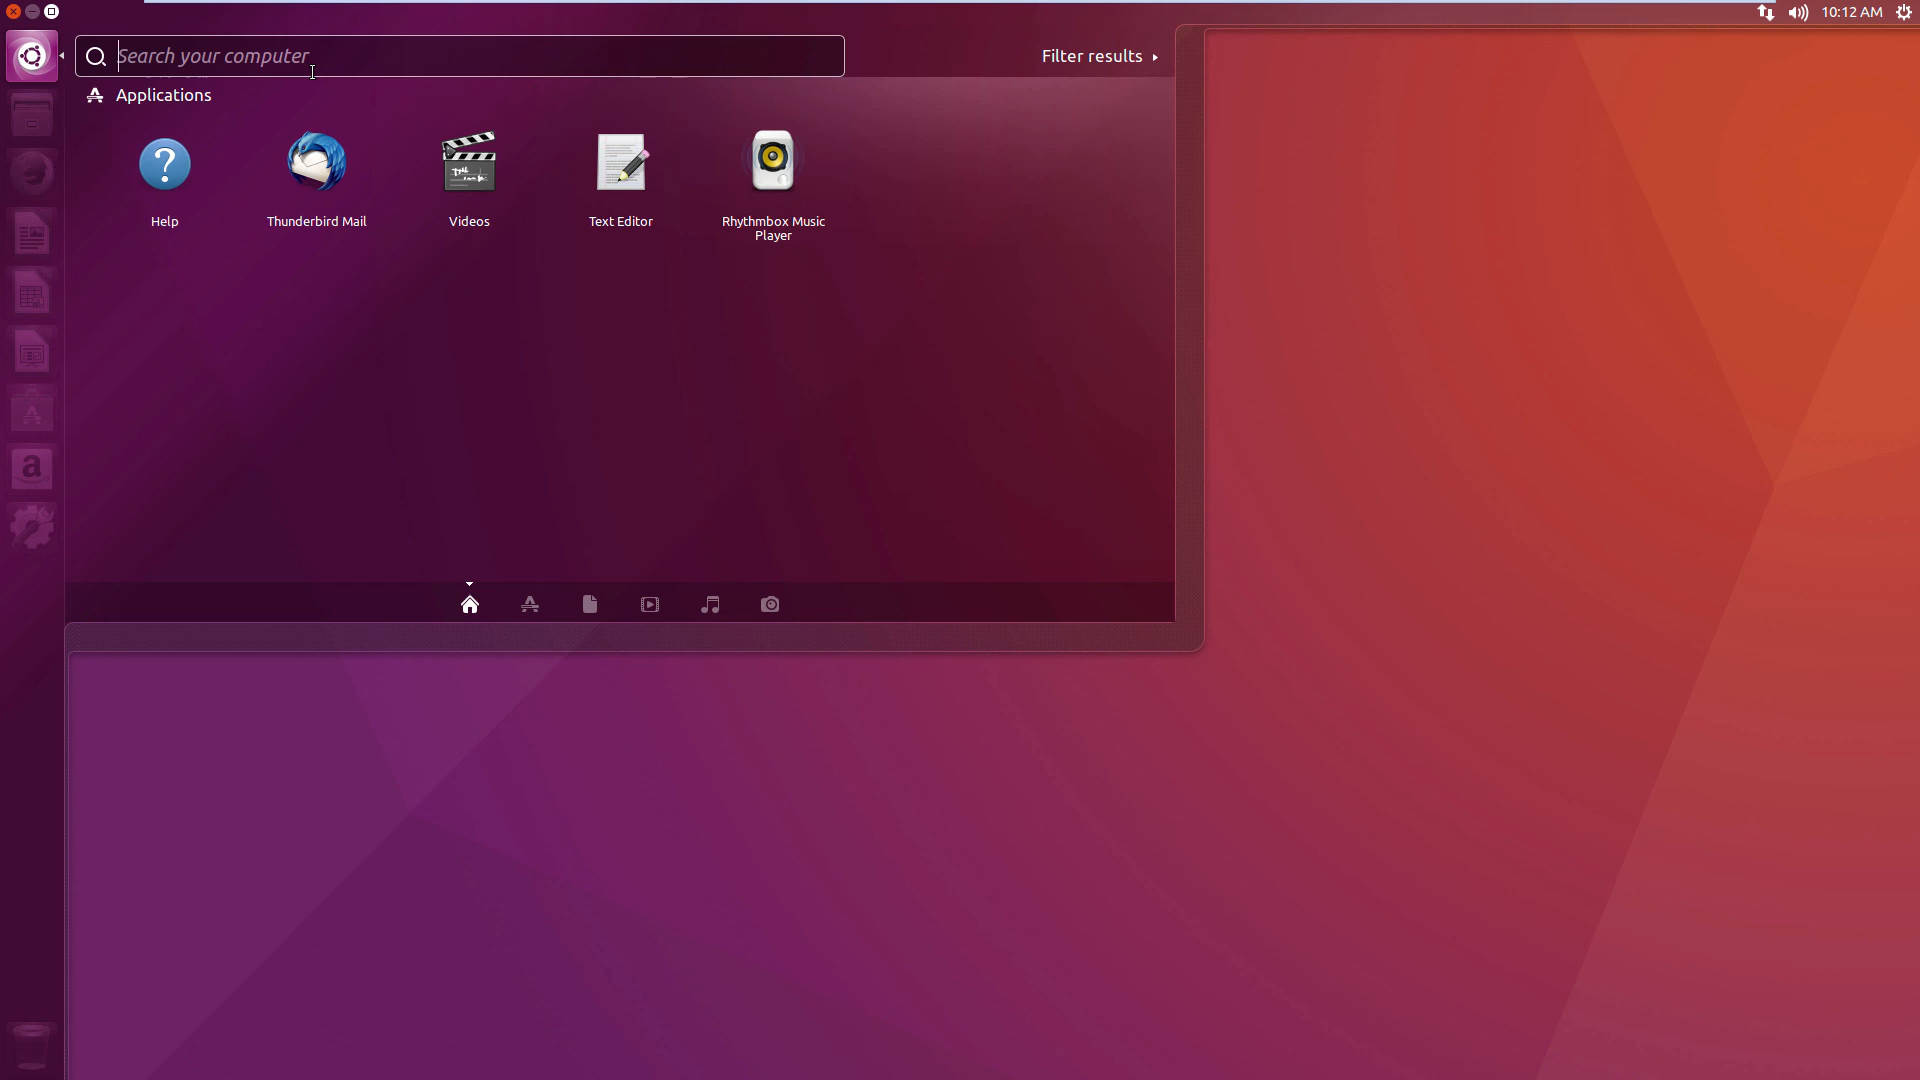 10:12 AM
Search your computer
Filter results
Applications
Help
Thunderbird Mail
Videos
Text Editor
Rhythmbox Music
Player
a